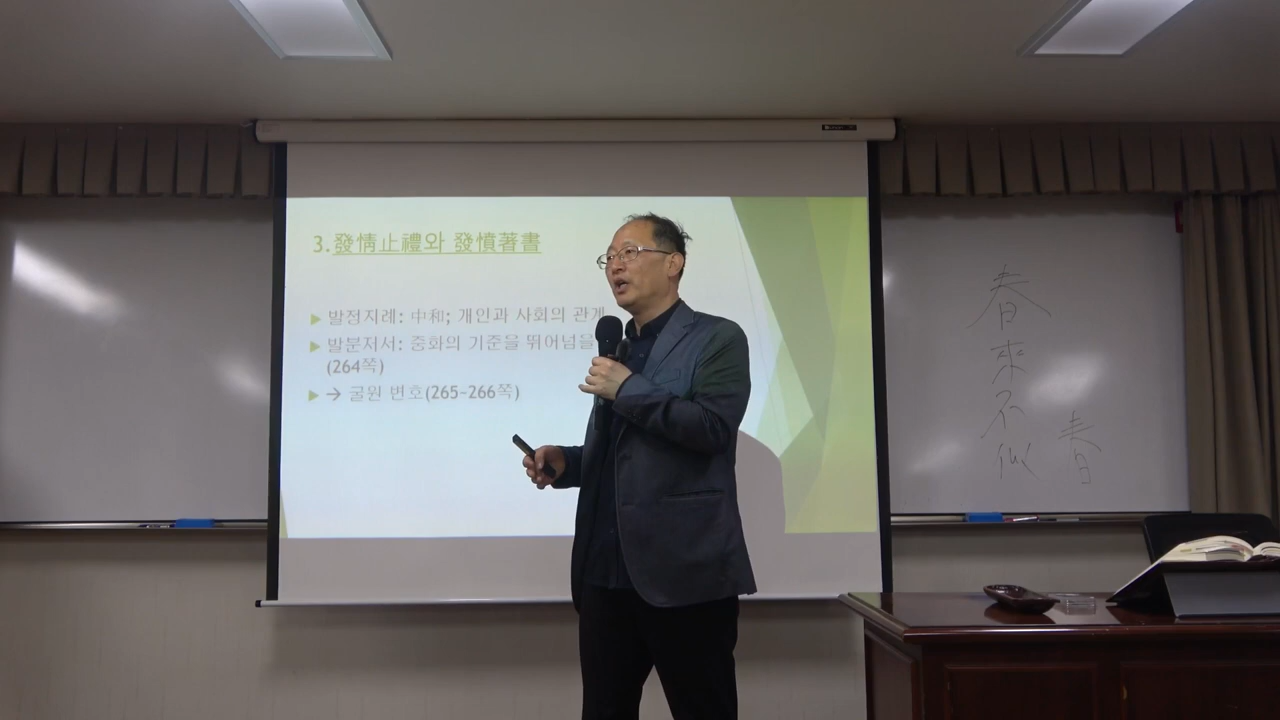 3.發情止禮와 發憤著書
발정지례: 中和; 개인과 사회의 관계
발분저서: 중화의 기준을 뛰어넘을
(264쪽)
→ 굴원 변호(265-266쪽)
春來不似
春